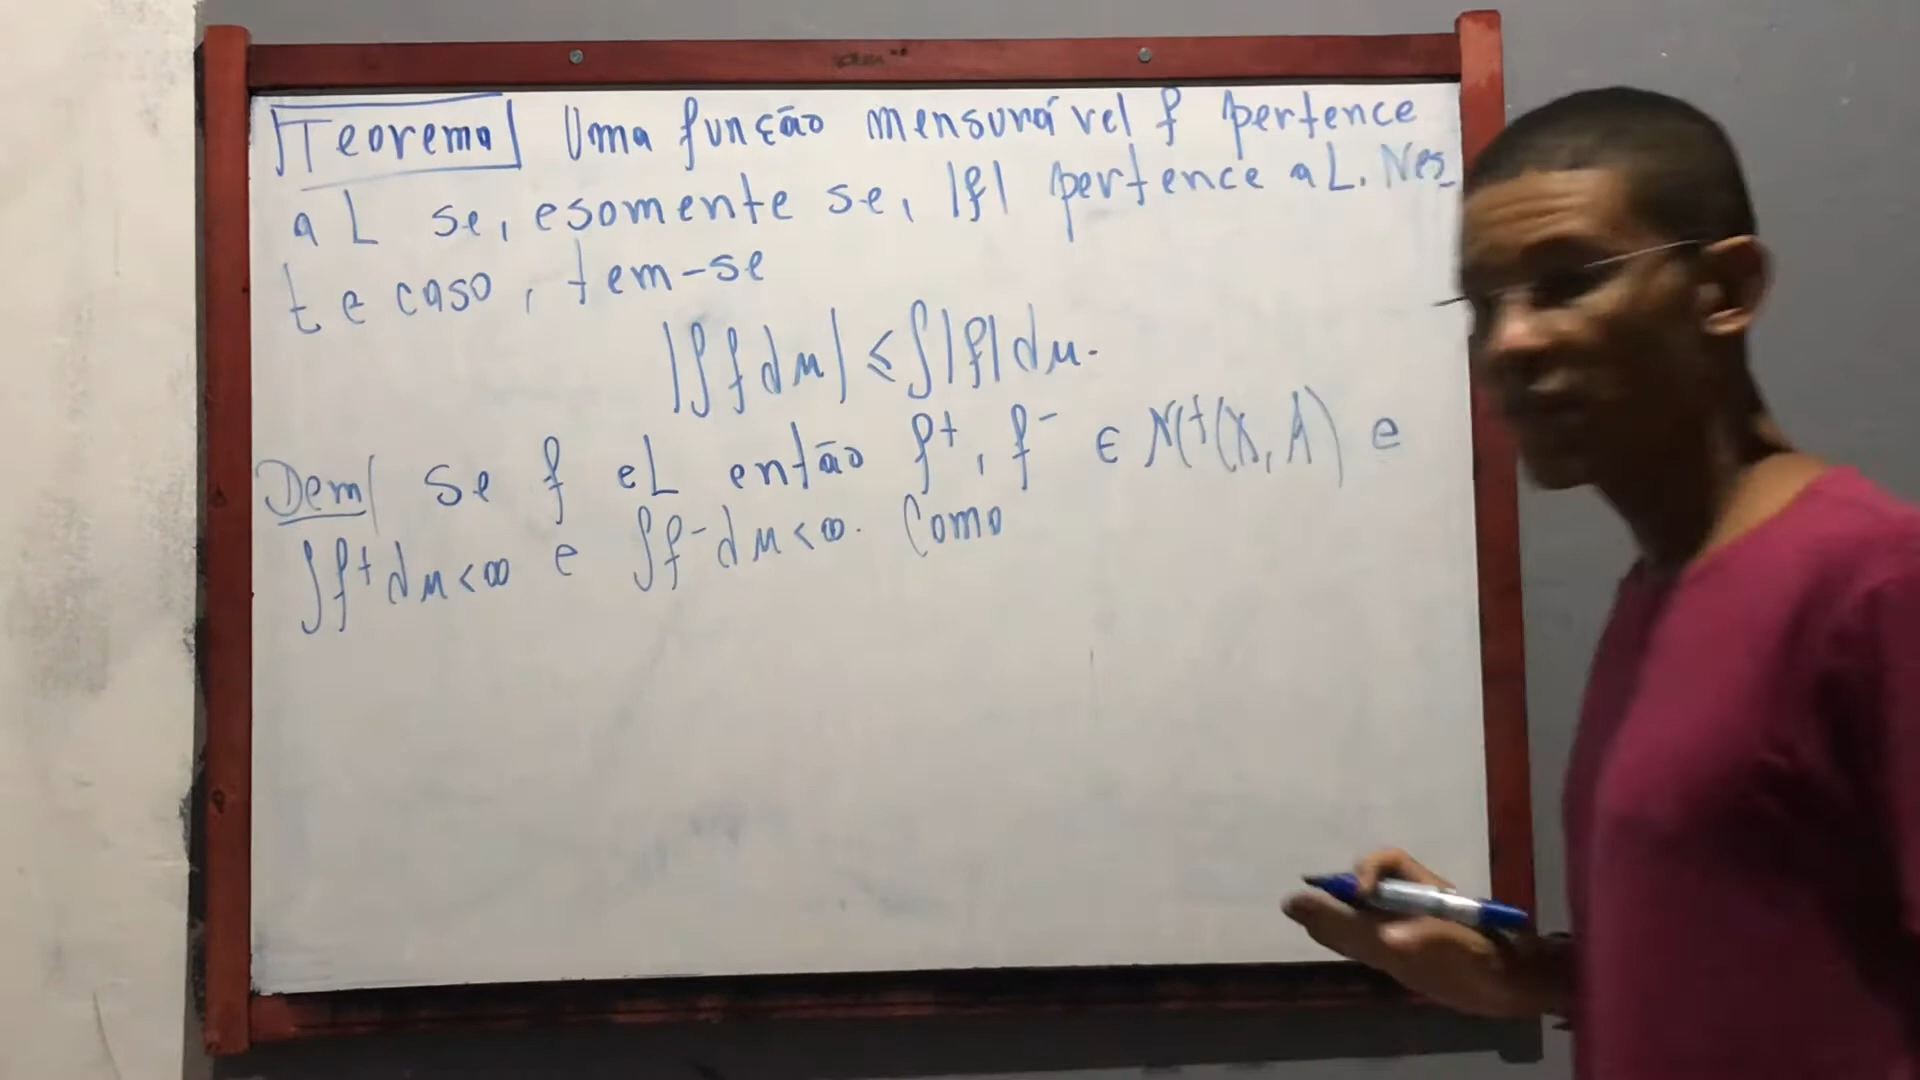 Teorema Uma função mensurável f pertence
a L se, e somente se, |f| pertence a L. Nes_
te caso, tem-se
|∫f dμ| ≤ ∫|f| dμ.
Dem| Se f ∈ L então f⁺, f⁻ ∈ M⁺(X, A) e
∫f⁺dμ<∞ e ∫f⁻dμ<∞. Como